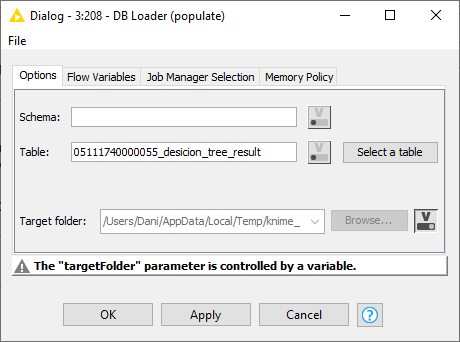 Dialog - 3:208 - DB Loader (populate)
File
Options Flow Variables Job Manager Selection Memory Policy
Schema: V
Table: 05111740000055_desicion_tree_result V Select a table
Target folder: /Users/Dani/AppData/Local/Temp/knime_ Browse... V
The "targetFolder" parameter is controlled by a variable.
OK Apply Cancel ?